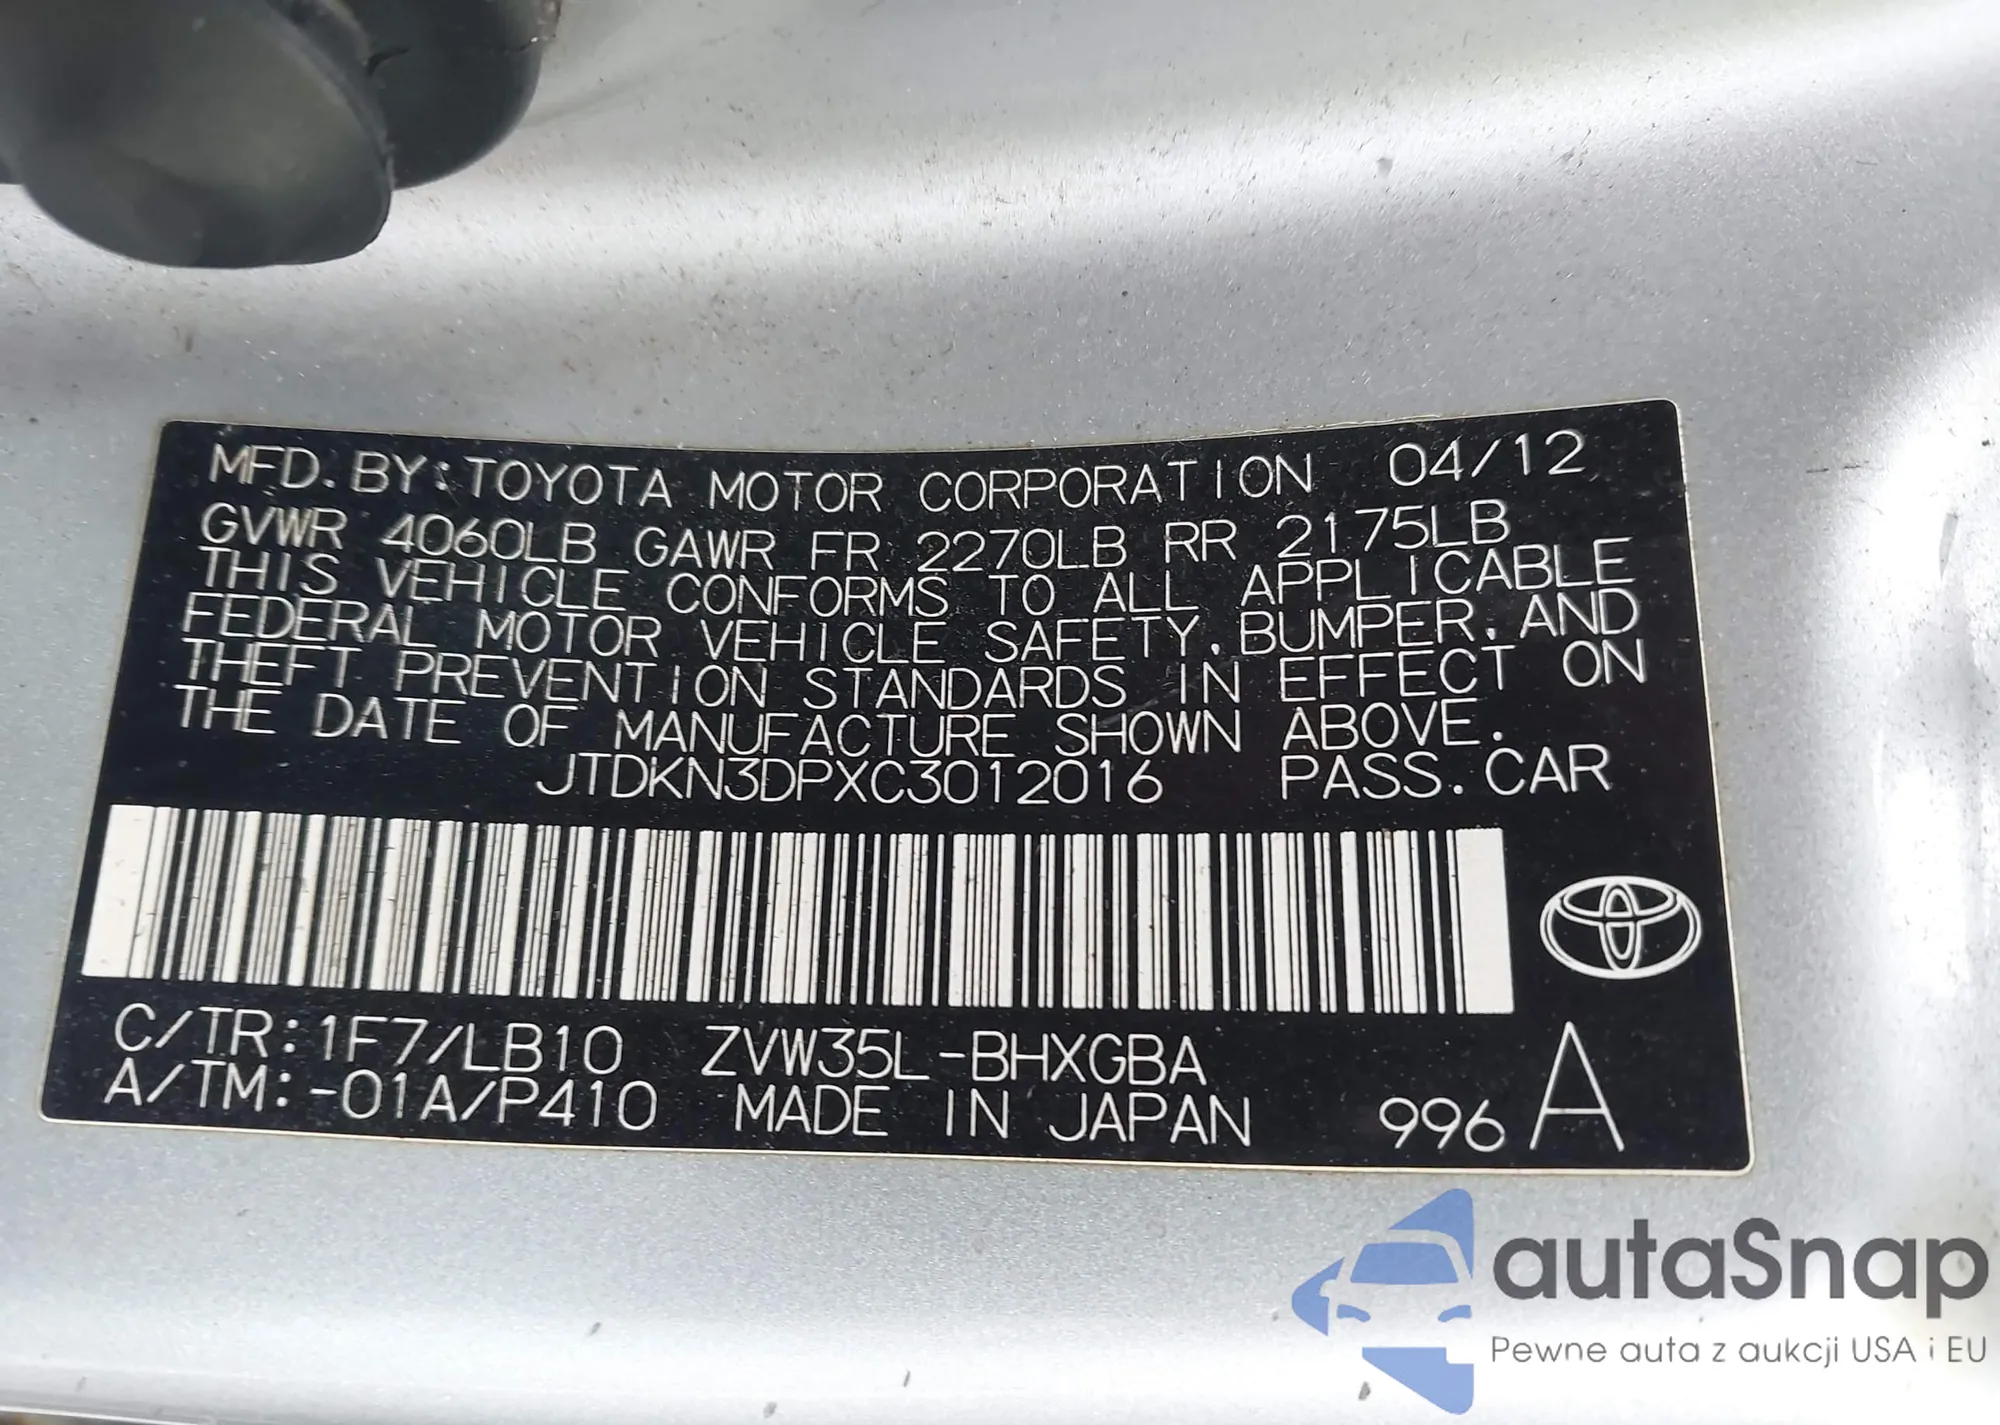 MFD. BY: TOYOTA MOTOR CORPORATION 04/12
GVWR 4060LB GAWR FR 2270LB RR 2175LB
THIS VEHICLE CONFORMS TO ALL APPLICABLE
FEDERAL MOTOR VEHICLE SAFETY, BUMPER, AND
THEFT PREVENTION STANDARDS IN EFFECT ON
THE DATE OF MANUFACTURE SHOWN ABOVE.
JTDKN3DPXC3012016 PASS. CAR
C/TR: 1F7/LB10 ZVW35L-BHXGBA
A/TM: -01A/P410 MADE IN JAPAN 996 A
autaSnap
Pewne auta z aukcji USA i EU